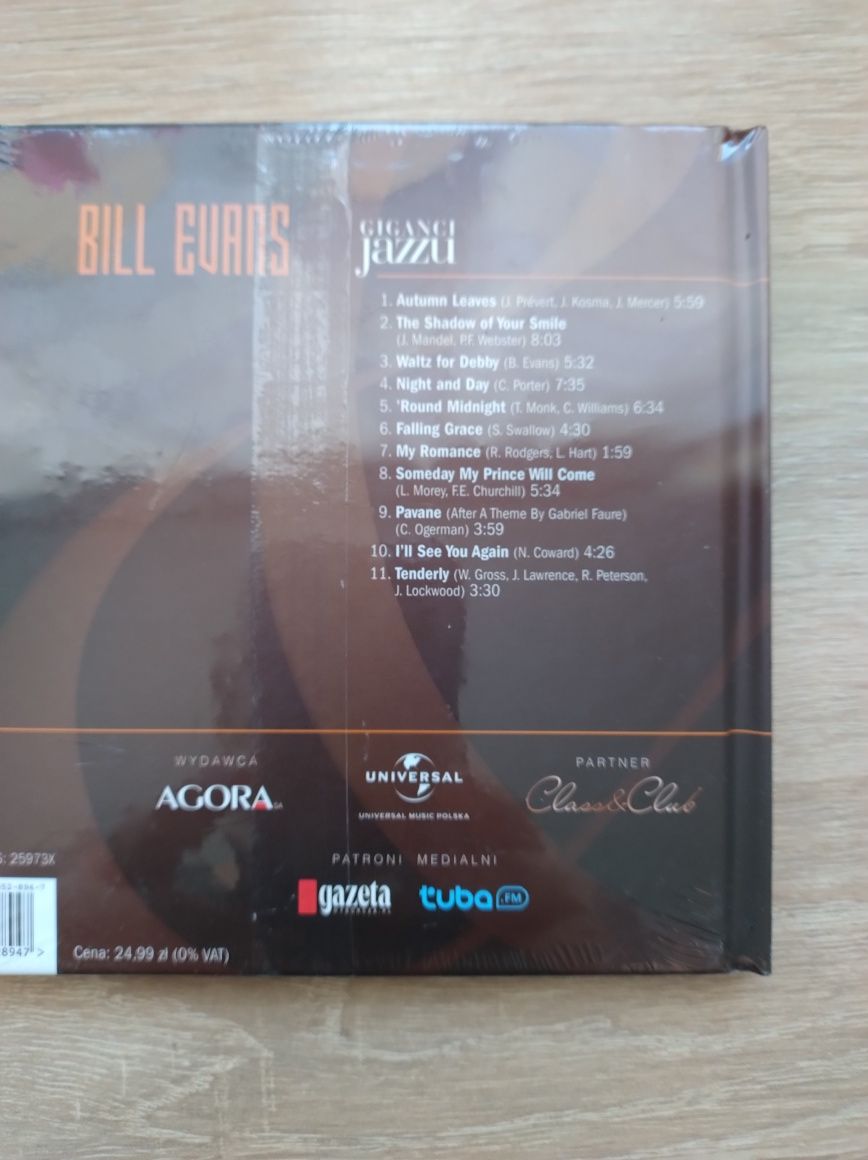 BILL EVANS
GIGANCI
jazzu
1. Autumn Leaves (J. Prévert, J. Kosma, J. Mercer) 5:59
2. The Shadow of Your Smile
(J. Mandel, P.F. Webster) 8:03
3. Waltz for Debby (B. Evans) 5:32
4. Night and Day (C. Porter) 7:35
5. 'Round Midnight (T. Monk, C. Williams) 6:34
6. Falling Grace (S. Swallow) 4:30
7. My Romance (R. Rodgers, L. Hart) 1:59
8. Someday My Prince Will Come
(L. Morey, F.E. Churchill) 5:34
9. Pavane (After A Theme By Gabriel Faure)
(C. Ogerman) 3:59
10. I'll See You Again (N. Coward) 4:26
11. Tenderly (W. Gross, J. Lawrence, R. Peterson,
J. Lockwood) 3:30
WYDAWCA
AGORA SA
UNIVERSAL
UNIVERSAL MUSIC POLSKA
PARTNER
Class&Club
: 25973X
PATRONI MEDIALNI
gazeta
tuba.FM
8947 >
Cena: 24.99 zł (0% VAT)